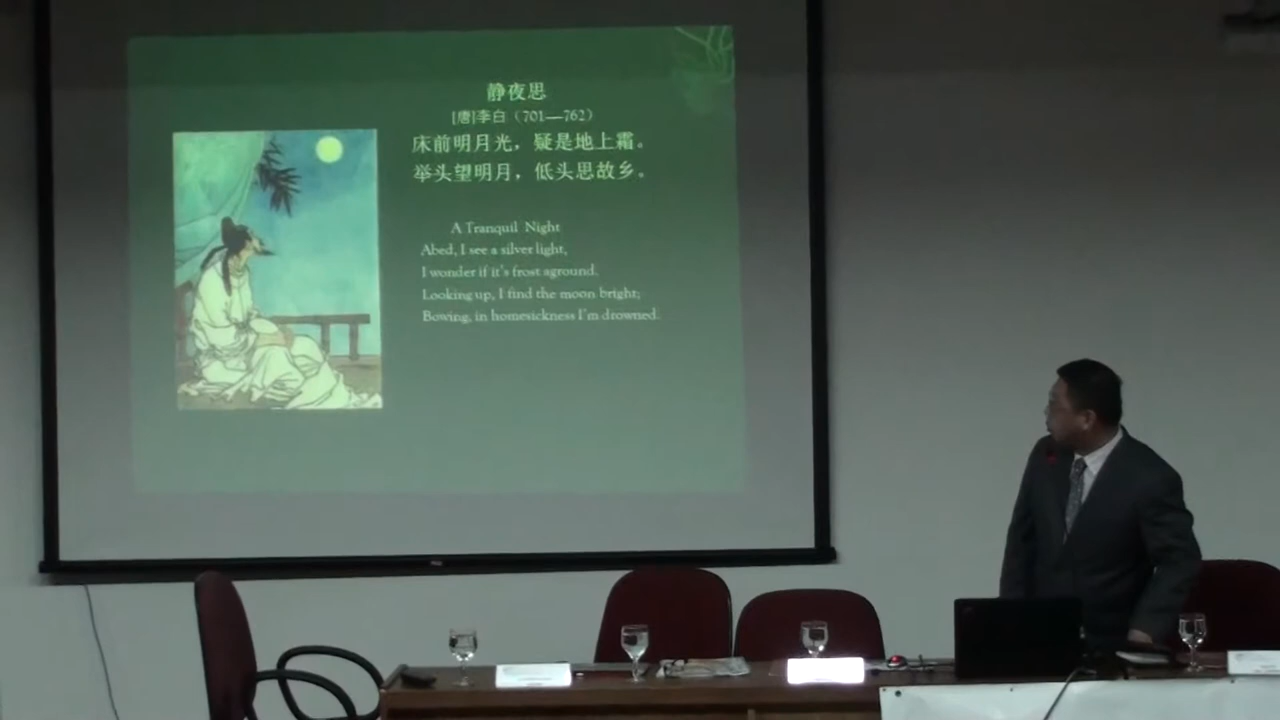 静夜思
[唐]李白（701—762）
床前明月光，疑是地上霜。
举头望明月，低头思故乡。
A Tranquil Night
Abed, I see a silver light,
I wonder if it's frost aground.
Looking up, I find the moon bright;
Bowing, in homesickness I'm drowned.